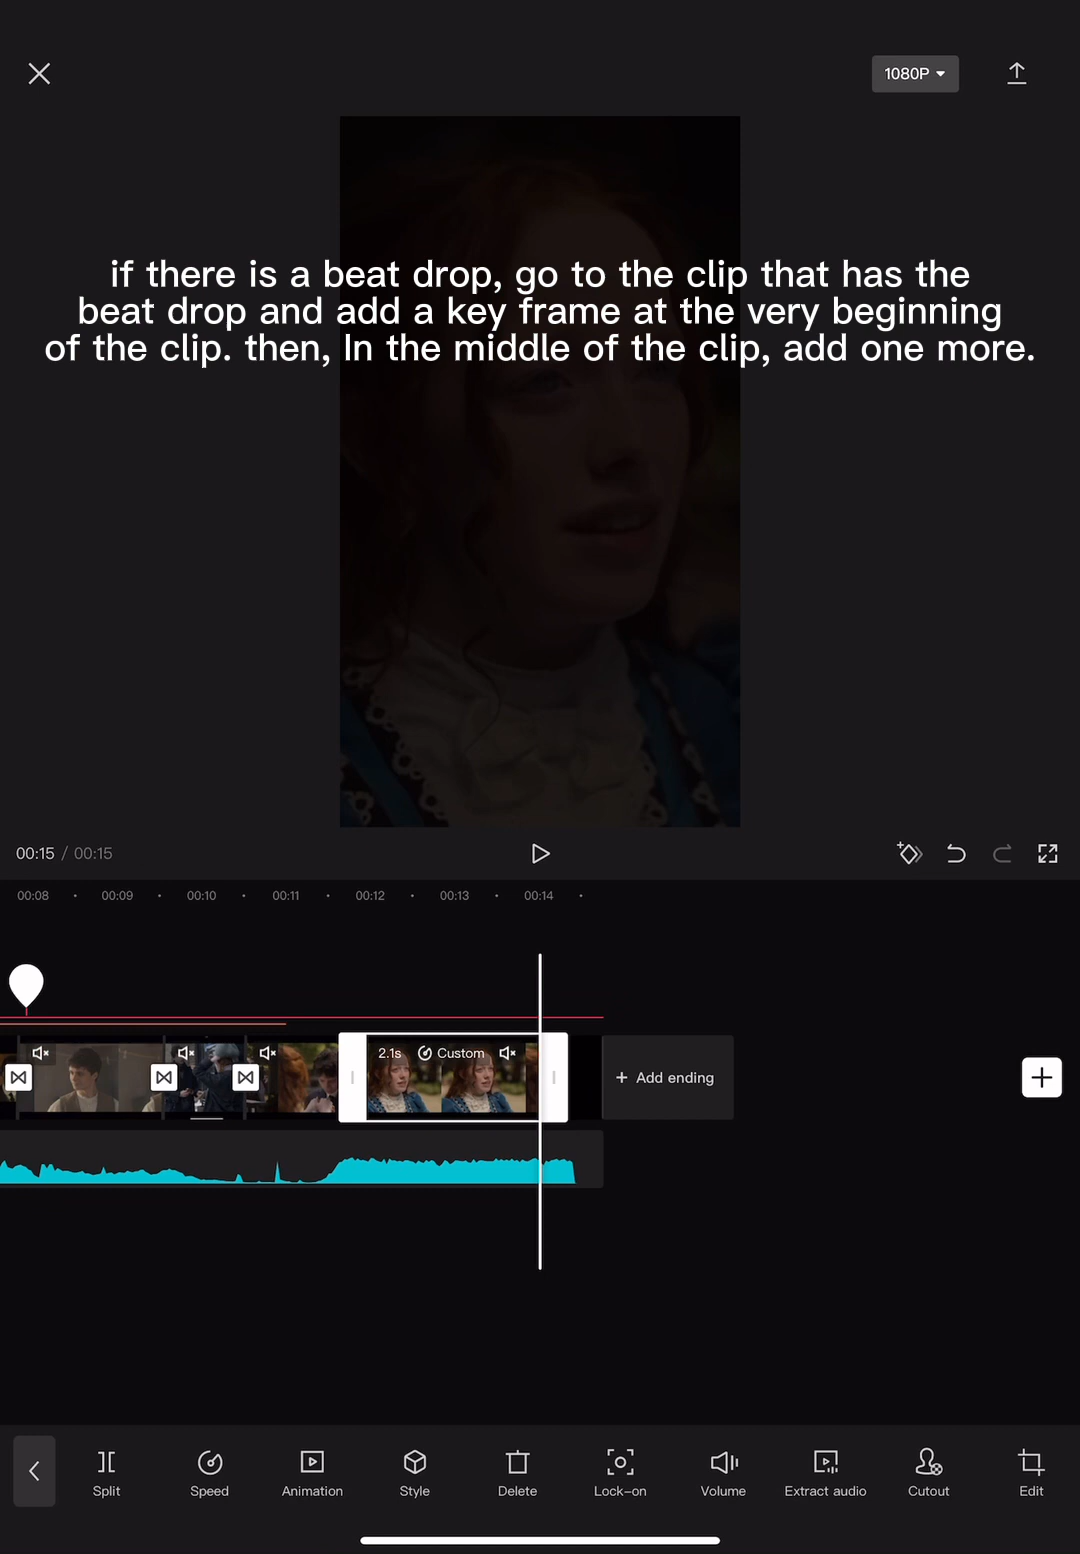 1080P
if there is a beat drop, go to the clip that has the
beat drop and add a key frame at the very beginning
of the clip. then, In the middle of the clip, add one more.
00:15 / 00:15
00:08 00:09 00:10 00:11 00:12 00:13 00:14
2.1s Custom
+ Add ending
Split Speed Animation Style Delete Lock-on Volume Extract audio Cutout Edit